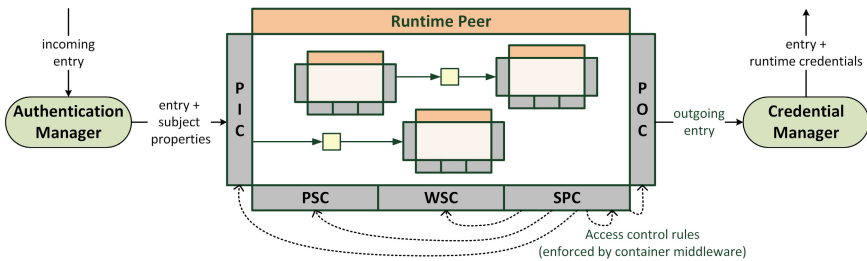 Runtime Peer
incoming
entry
Authentication
Manager
entry +
subject
properties
P
I
C
P
O
C
outgoing
entry
entry +
runtime credentials
Credential
Manager
PSC
WSC
SPC
Access control rules
(enforced by container middleware)